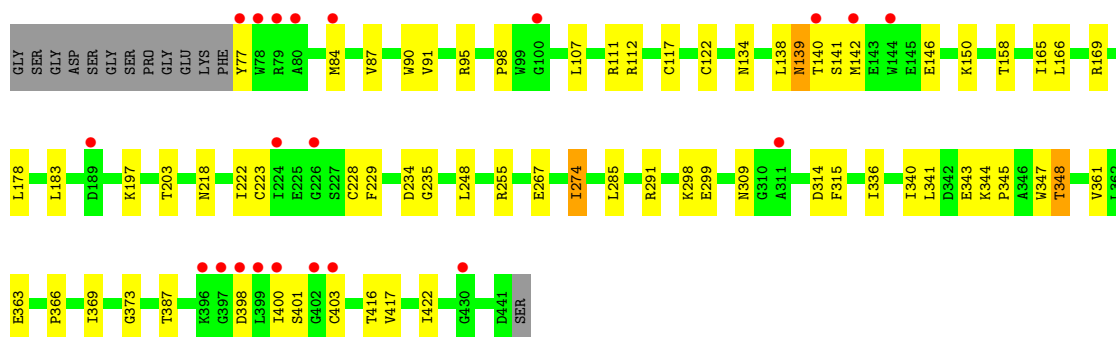 GLY SER GLY ASP SER GLY SER PRO GLY GLU LYS PHE Y77 W78 R79 A80 M84 V87 W90 V91 R95 P98 W99 G100 L107 R111 R112 C117 C122 N134 L138 N139 T140 S141 M142 E143 W144 E145 E146 K150 T158 I165 L166 R169
L178 L183 D189 K197 T203 N218 I222 C223 I224 E225 G226 S227 C228 F229 D234 G235 L248 R255 E267 I274 L285 R291 K298 E299 N309 G310 A311 D314 F315 I336 I340 L341 D342 E343 K344 P345 A346 W347 T348 V361 L362
E363 P366 I369 G373 T387 K396 G397 D398 L399 I400 S401 G402 C403 T416 V417 I422 G430 D441 SER